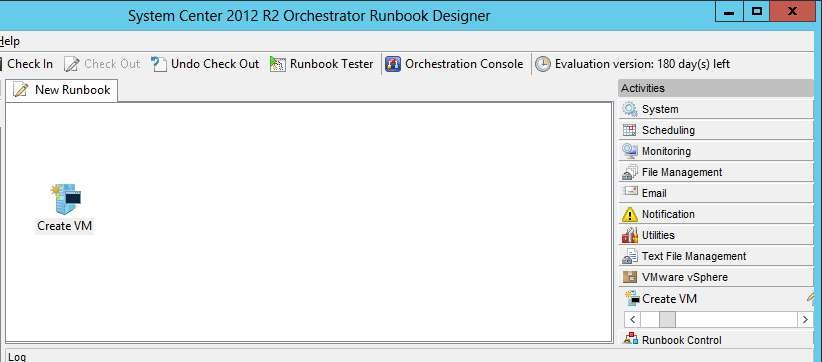 System Center 2012 R2 Orchestrator Runbook Designer
Help
Check In Check Out Undo Check Out Runbook Tester Orchestration Console Evaluation version: 180 day(s) left
New Runbook
Create VM
Activities
System
Scheduling
Monitoring
File Management
Email
Notification
Utilities
Text File Management
VMware vSphere
Create VM
Runbook Control
Log